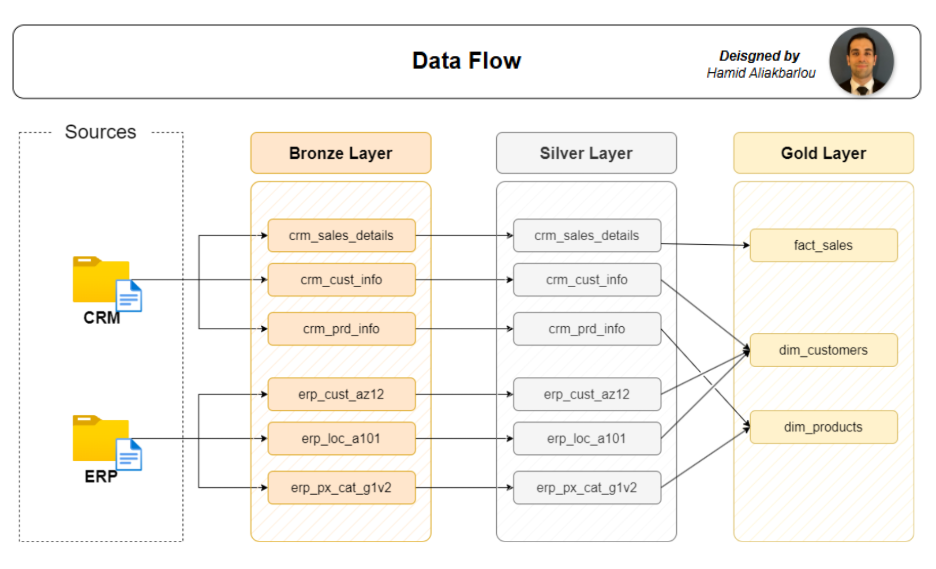 Data Flow
Deisgned by
Hamid Aliakbarlou
Sources
Bronze Layer
Silver Layer
Gold Layer
crm_sales_details
crm_sales_details
fact_sales
crm_cust_info
crm_cust_info
CRM
crm_prd_info
crm_prd_info
dim_customers
erp_cust_az12
erp_cust_az12
dim_products
erp_loc_a101
erp_loc_a101
ERP
erp_px_cat_g1v2
erp_px_cat_g1v2